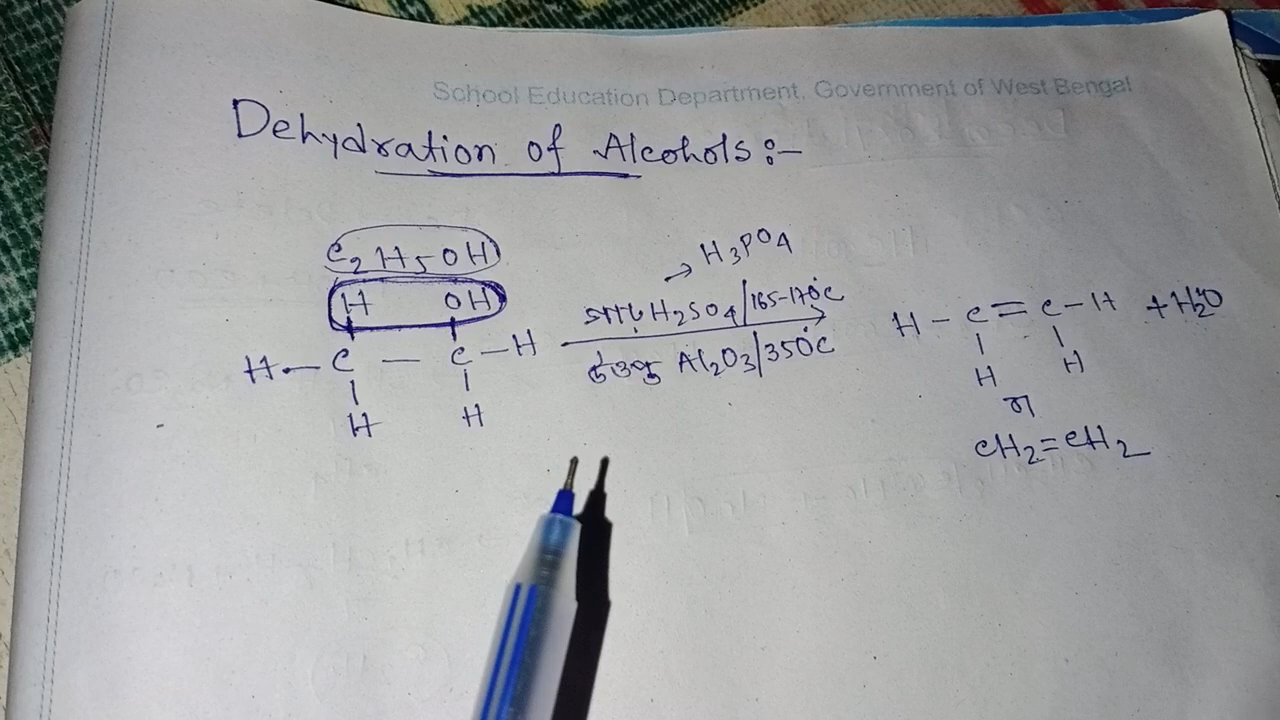 School Education Department, Government of West Bengal
Dehydration of Alcohols:-
C2H5OH
→ H3PO4
H OH
গাঢ় H2SO4/165-170°C
H - C - C - H
উত্তপ্ত Al2O3/350°C
H - C = C - H + H2O
H H
H H
বা
CH2=CH2